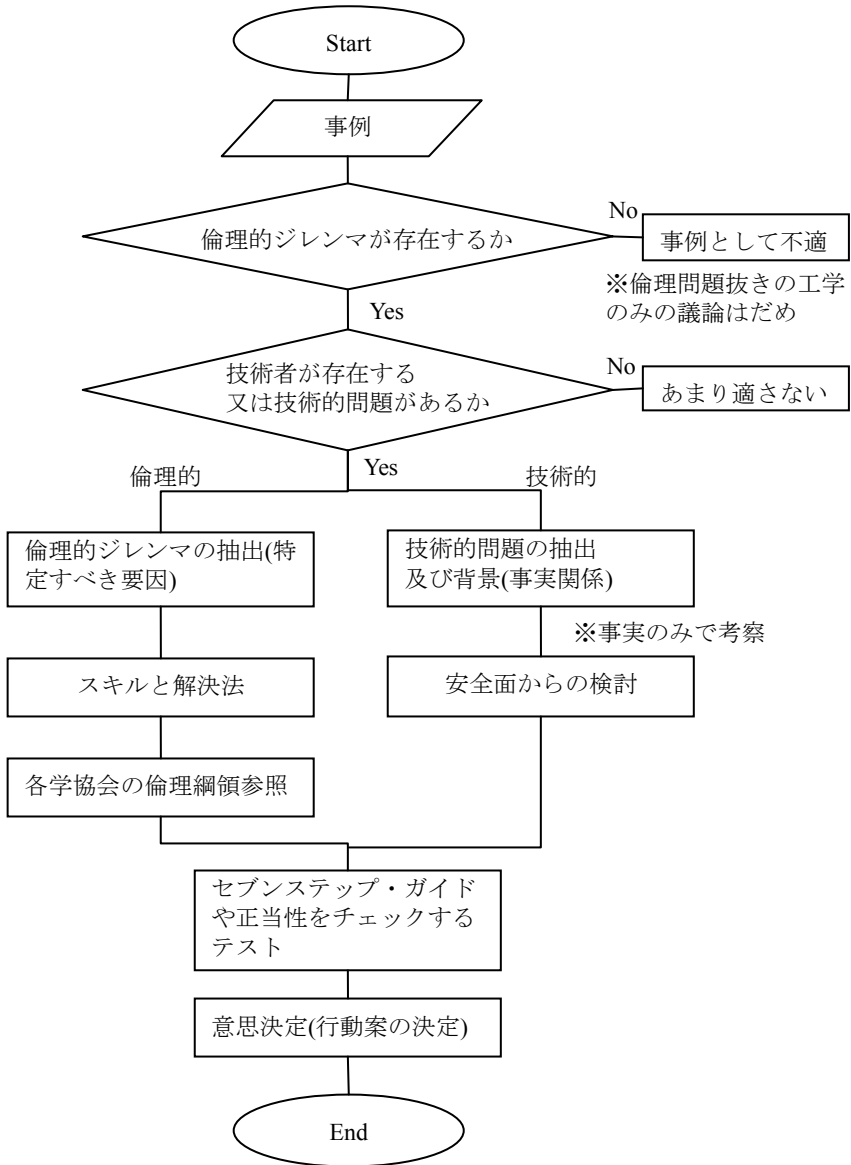 Start
事例
倫理的ジレンマが存在するか
No
事例として不適
※倫理問題抜きの工学
のみの議論はだめ
Yes
技術者が存在する
又は技術的問題があるか
No
あまり適さない
Yes
倫理的
技術的
倫理的ジレンマの抽出(特
定すべき要因)
技術的問題の抽出
及び背景(事実関係)
※事実のみで考察
スキルと解決法
安全面からの検討
各学協会の倫理綱領参照
セブンステップ・ガイド
や正当性をチェックする
テスト
意思決定(行動案の決定)
End